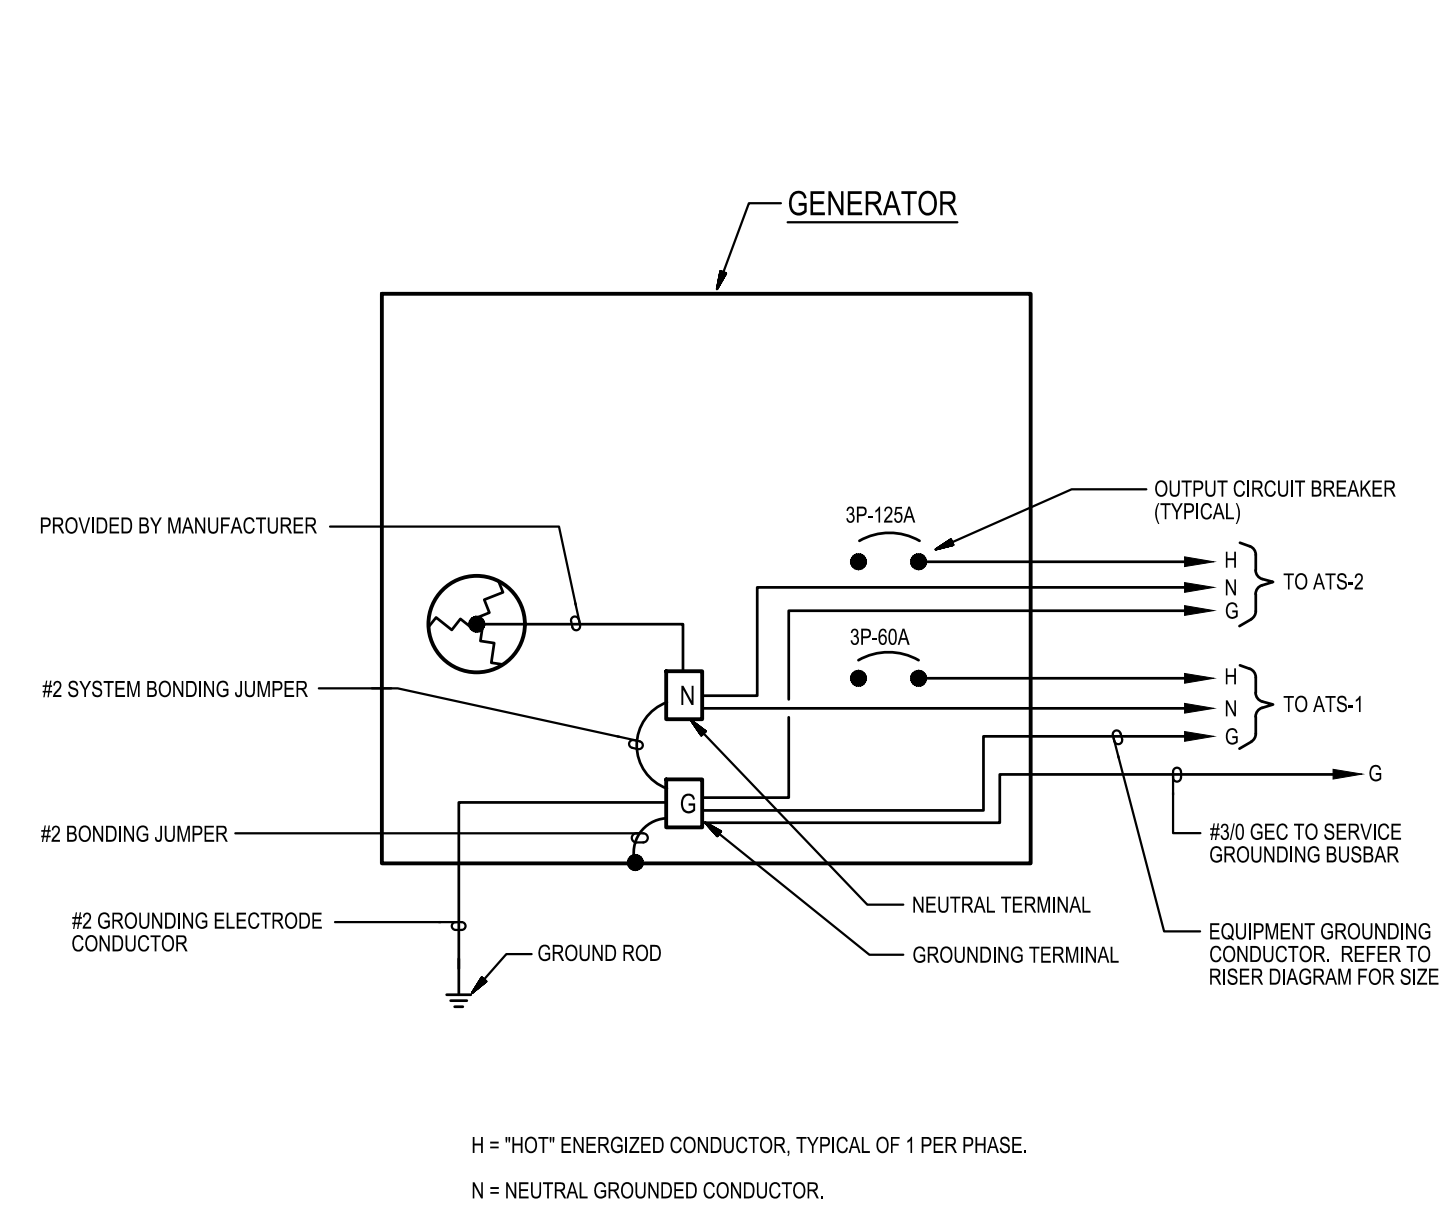 GENERATOR
OUTPUT CIRCUIT BREAKER
(TYPICAL)
3P-125A
PROVIDED BY MANUFACTURER
H
N
G
TO ATS-2
3P-60A
#2 SYSTEM BONDING JUMPER
N
H
N
G
TO ATS-1
G
G
#2 BONDING JUMPER
#3/0 GEC TO SERVICE
GROUNDING BUSBAR
NEUTRAL TERMINAL
#2 GROUNDING ELECTRODE
CONDUCTOR
GROUND ROD
GROUNDING TERMINAL
EQUIPMENT GROUNDING
CONDUCTOR. REFER TO
RISER DIAGRAM FOR SIZE
H = "HOT" ENERGIZED CONDUCTOR, TYPICAL OF 1 PER PHASE.
N = NEUTRAL GROUNDED CONDUCTOR.